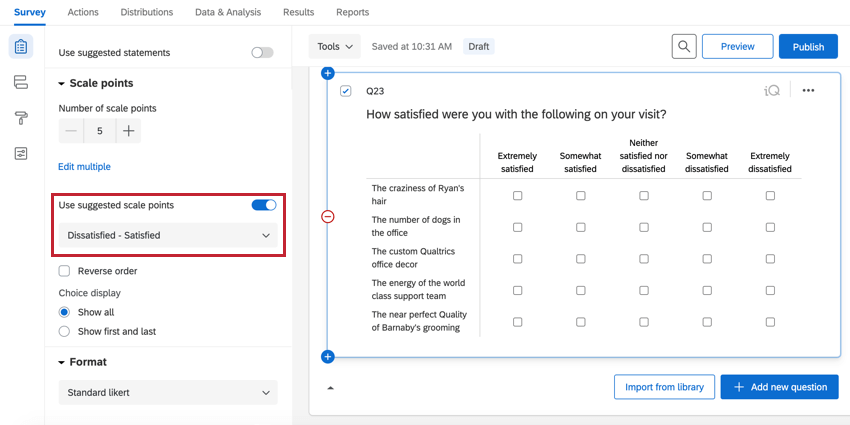 Survey
Actions
Distributions
Data & Analysis
Results
Reports
Use suggested statements
Scale points
Number of scale points
5
Edit multiple
Use suggested scale points
Dissatisfied - Satisfied
Reverse order
Choice display
Show all
Show first and last
Format
Standard likert
Tools
Saved at 10:31 AM
Draft
Preview
Publish
Q23
iQ
How satisfied were you with the following on your visit?
Extremely
satisfied
Somewhat
satisfied
Neither
satisfied nor
dissatisfied
Somewhat
dissatisfied
Extremely
dissatisfied
The craziness of Ryan's
hair
The number of dogs in
the office
The custom Qualtrics
office decor
The energy of the world
class support team
The near perfect Quality
of Barnaby's grooming
Import from library
Add new question